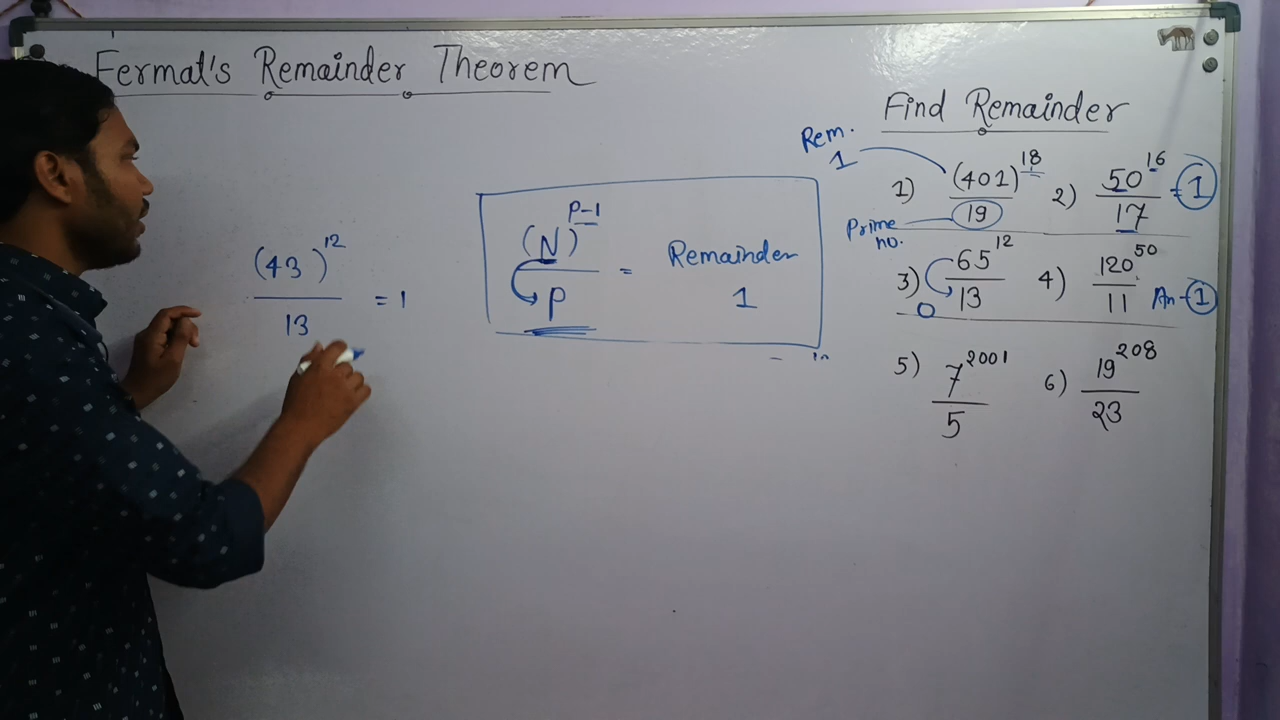 Fermat's Remainder Theorem
(43)^12
13
= 1
(N)^P-1
P
= Remainder
1
Find Remainder
Rem.
1
1) (401)^18
19
Prime
no.
2) 50^16
17
= 1
3) 65^12
13
0
4) 120^50
11
An - 1
5) 7^2001
5
6) 19^208
23